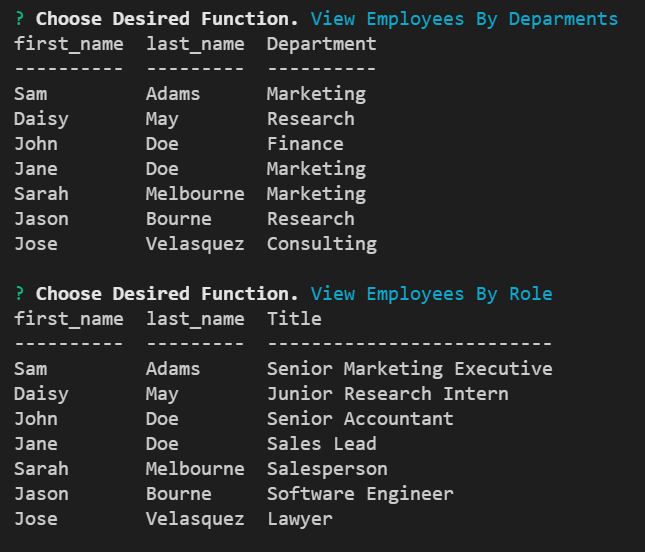 ? Choose Desired Function. View Employees By Deparments
first_name  last_name  Department
----------  ---------  ----------
Sam         Adams      Marketing
Daisy       May        Research
John        Doe        Finance
Jane        Doe        Marketing
Sarah       Melbourne  Marketing
Jason       Bourne     Research
Jose        Velasquez  Consulting

? Choose Desired Function. View Employees By Role
first_name  last_name  Title
----------  ---------  --------------------------
Sam         Adams      Senior Marketing Executive
Daisy       May        Junior Research Intern
John        Doe        Senior Accountant
Jane        Doe        Sales Lead
Sarah       Melbourne  Salesperson
Jason       Bourne     Software Engineer
Jose        Velasquez  Lawyer